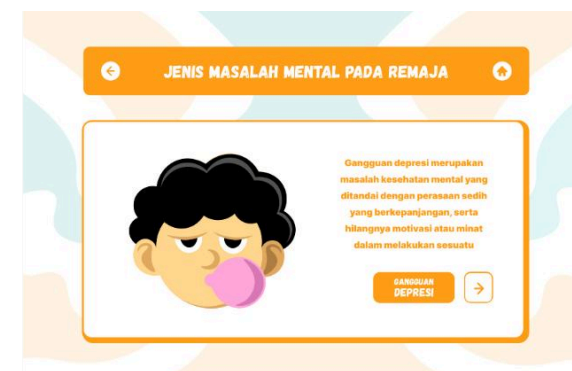 JENIS MASALAH MENTAL PADA REMAJA
Gangguan depresi merupakan
masalah kesehatan mental yang
ditandai dengan perasaan sedih
yang berkepanjangan, serta
hilangnya motivasi atau minat
dalam melakukan sesuatu
GANGGUAN
DEPRESI